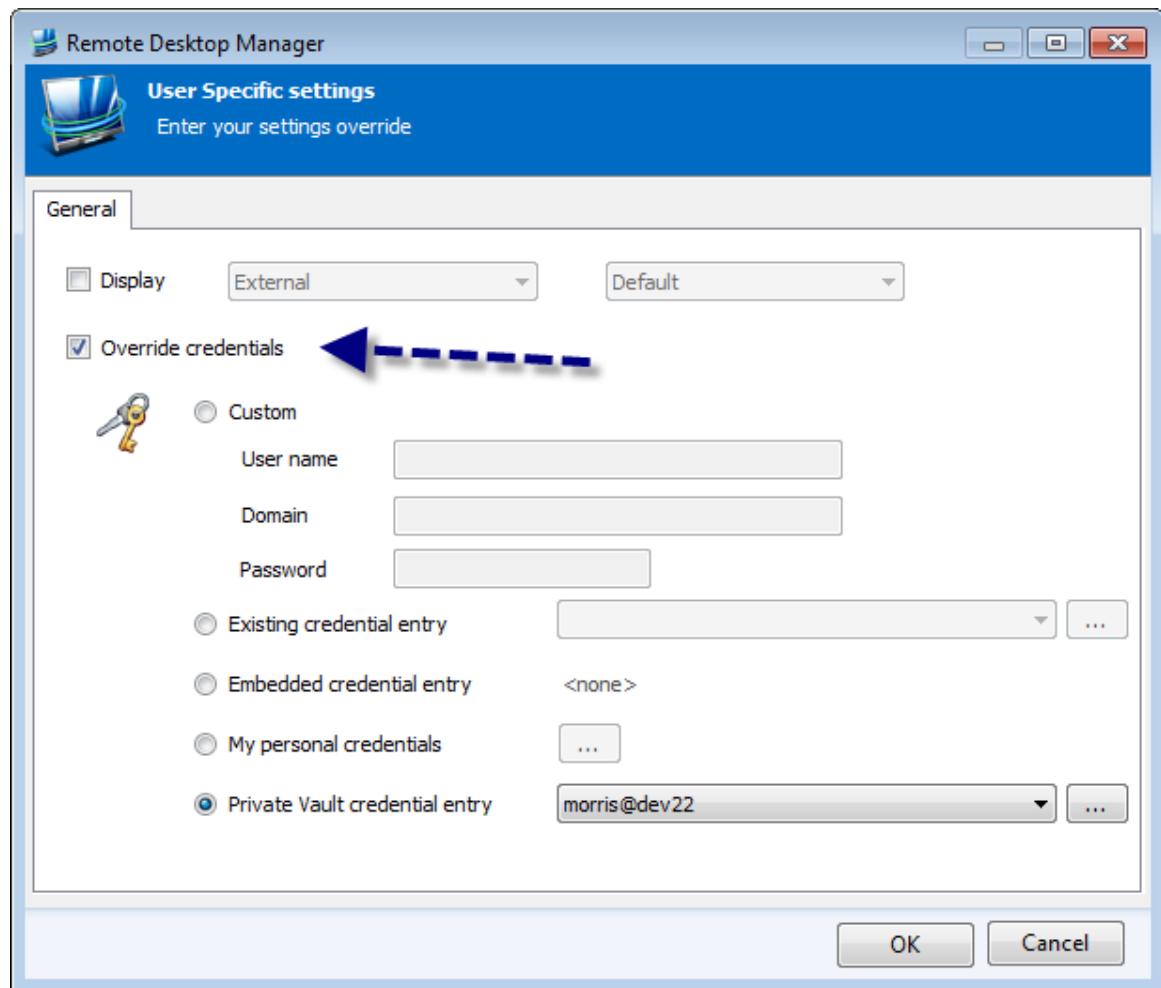 Remote Desktop Manager
User Specific settings
Enter your settings override
General
Display External Default
Override credentials
Custom
User name
Domain
Password
Existing credential entry ...
Embedded credential entry <none>
My personal credentials ...
Private Vault credential entry morris@dev22 ...
OK Cancel